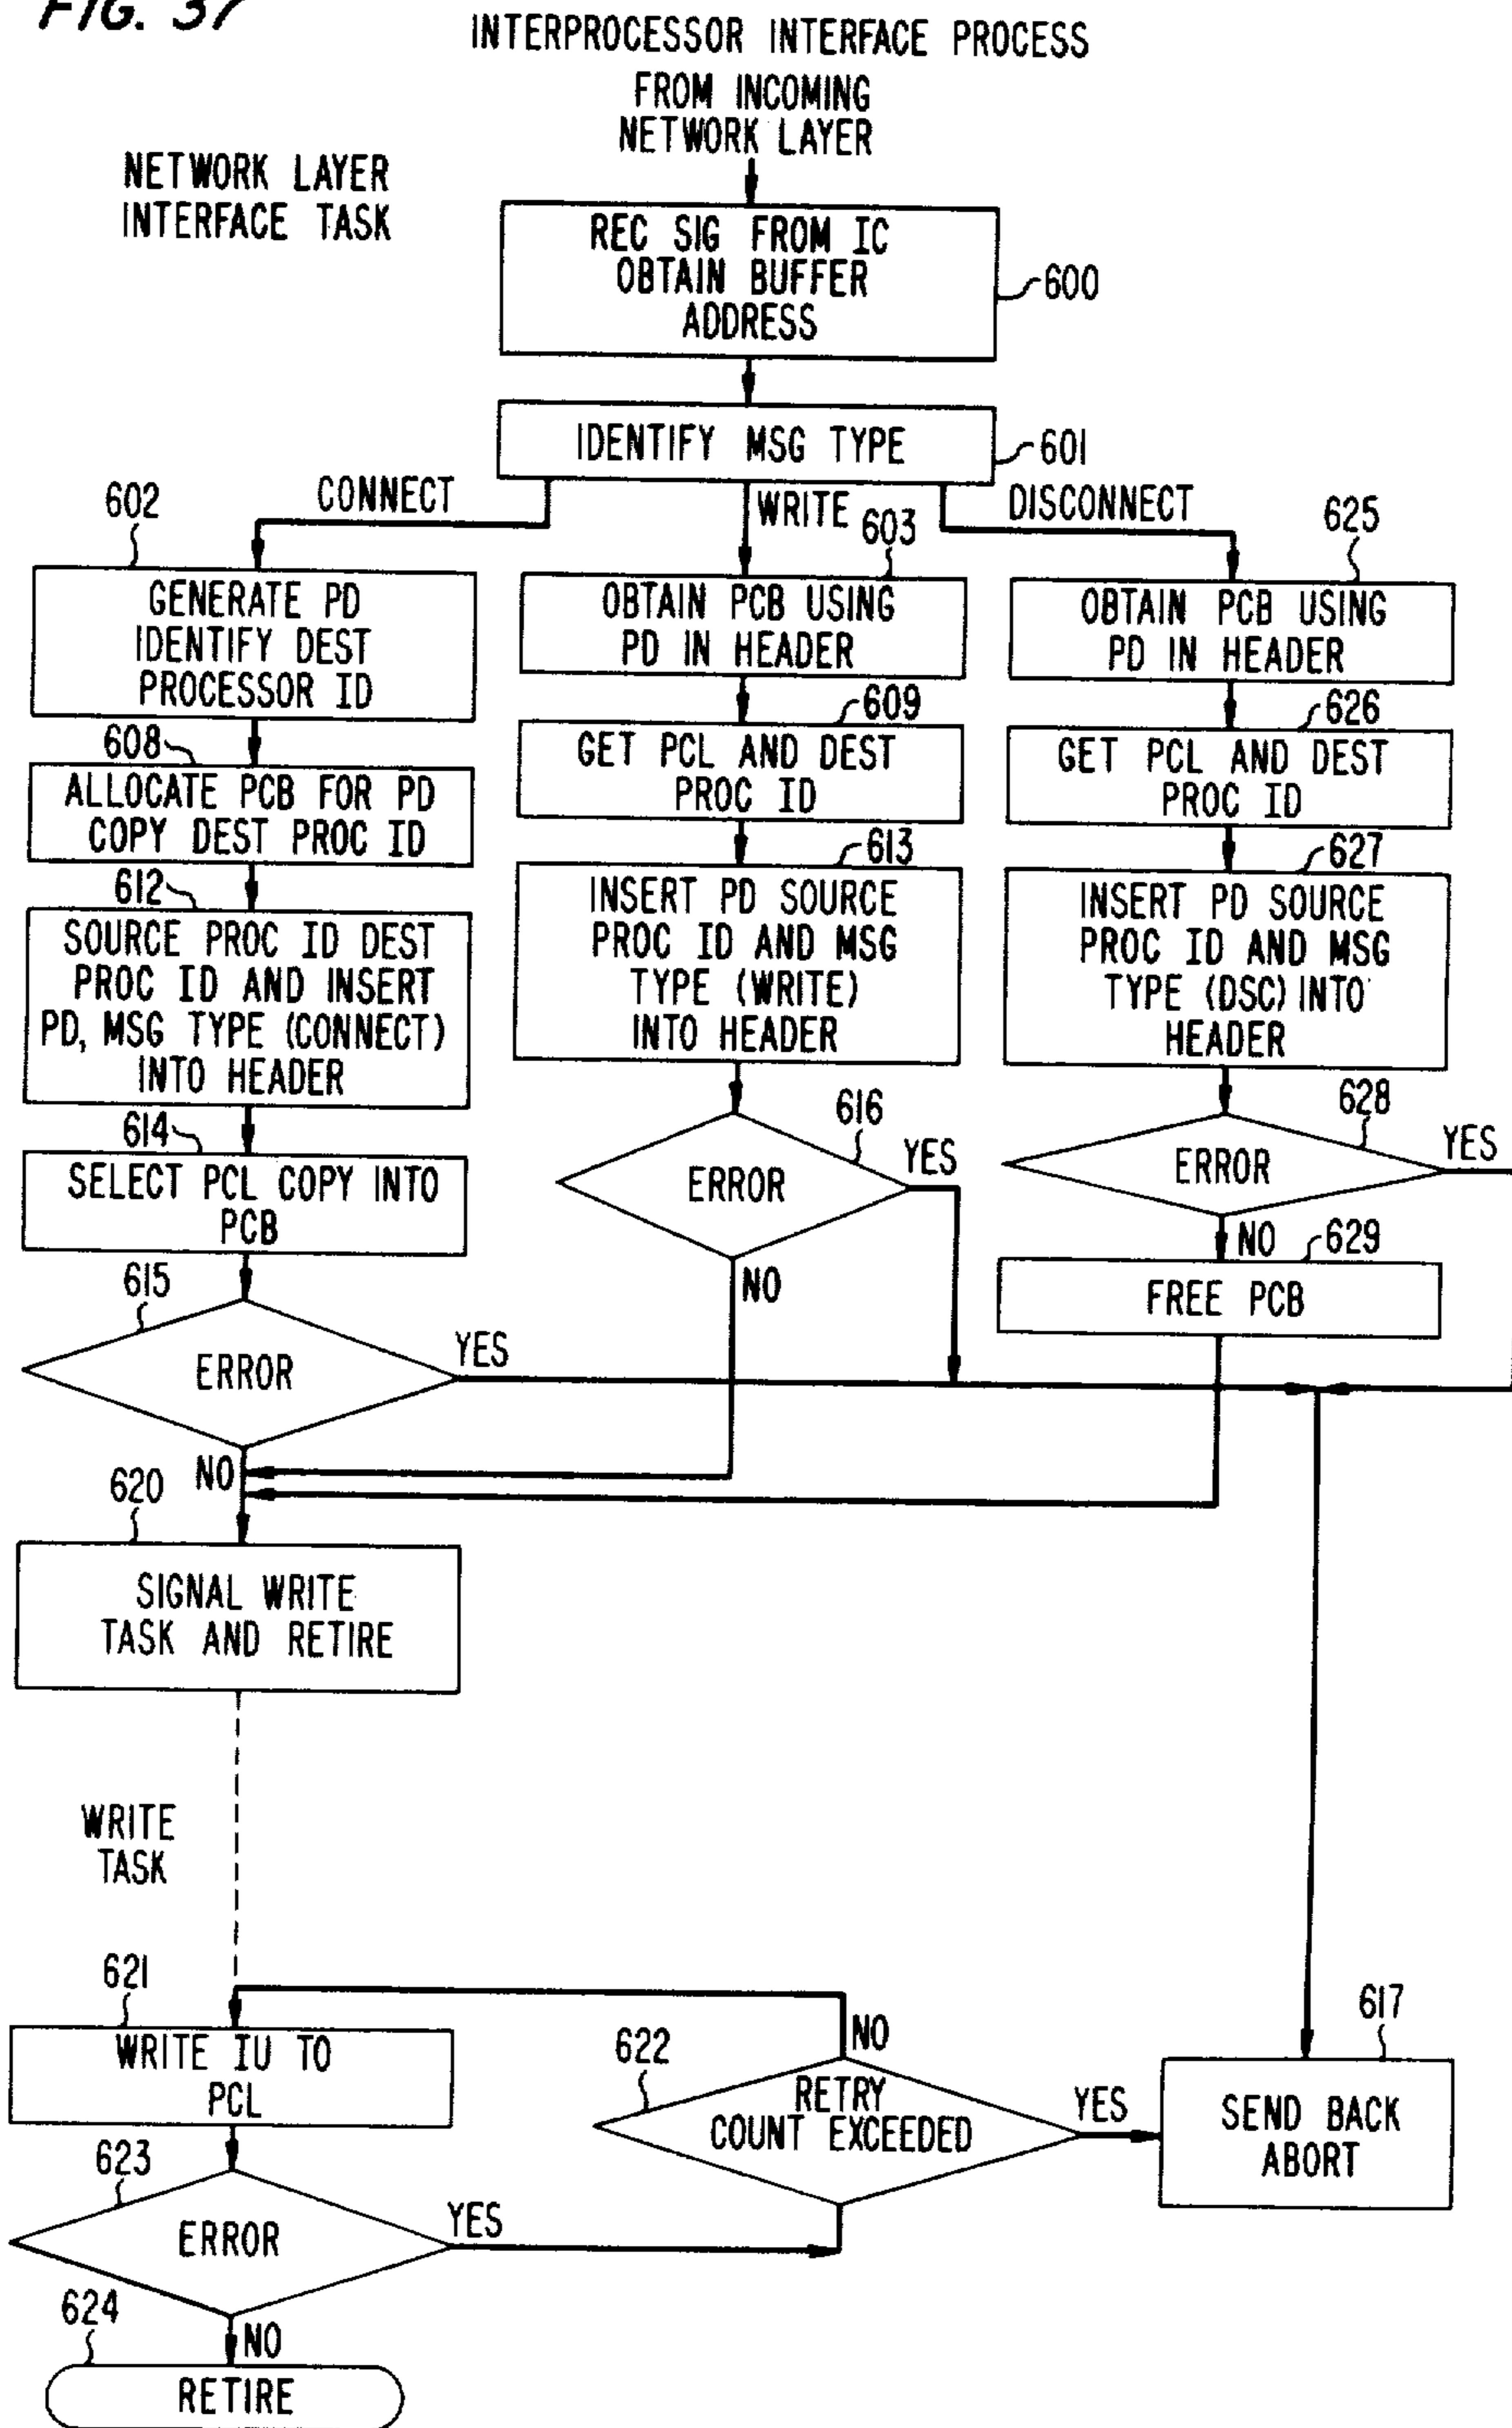 FIG. 37
INTERPROCESSOR INTERFACE PROCESS
FROM INCOMING
NETWORK LAYER
NETWORK LAYER
INTERFACE TASK
REC SIG FROM IC
OBTAIN BUFFER
ADDRESS
600
IDENTIFY MSG TYPE
601
CONNECT
WRITE
DISCONNECT
602
GENERATE PD
IDENTIFY DEST
PROCESSOR ID
603
OBTAIN PCB USING
PD IN HEADER
625
OBTAIN PCB USING
PD IN HEADER
608
ALLOCATE PCB FOR PD
COPY DEST PROC ID
609
GET PCL AND DEST
PROC ID
626
GET PCL AND DEST
PROC ID
612
SOURCE PROC ID DEST
PROC ID AND INSERT
PD, MSG TYPE (CONNECT)
INTO HEADER
613
INSERT PD SOURCE
PROC ID AND MSG
TYPE (WRITE)
INTO HEADER
627
INSERT PD SOURCE
PROC ID AND MSG
TYPE (DSC) INTO
HEADER
614
SELECT PCL COPY INTO
PCB
616
ERROR
YES
NO
628
ERROR
YES
NO
629
FREE PCB
615
ERROR
YES
NO
620
SIGNAL WRITE
TASK AND RETIRE
WRITE
TASK
621
WRITE IU TO
PCL
622
RETRY
COUNT EXCEEDED
NO
YES
617
SEND BACK
ABORT
623
ERROR
YES
NO
624
RETIRE